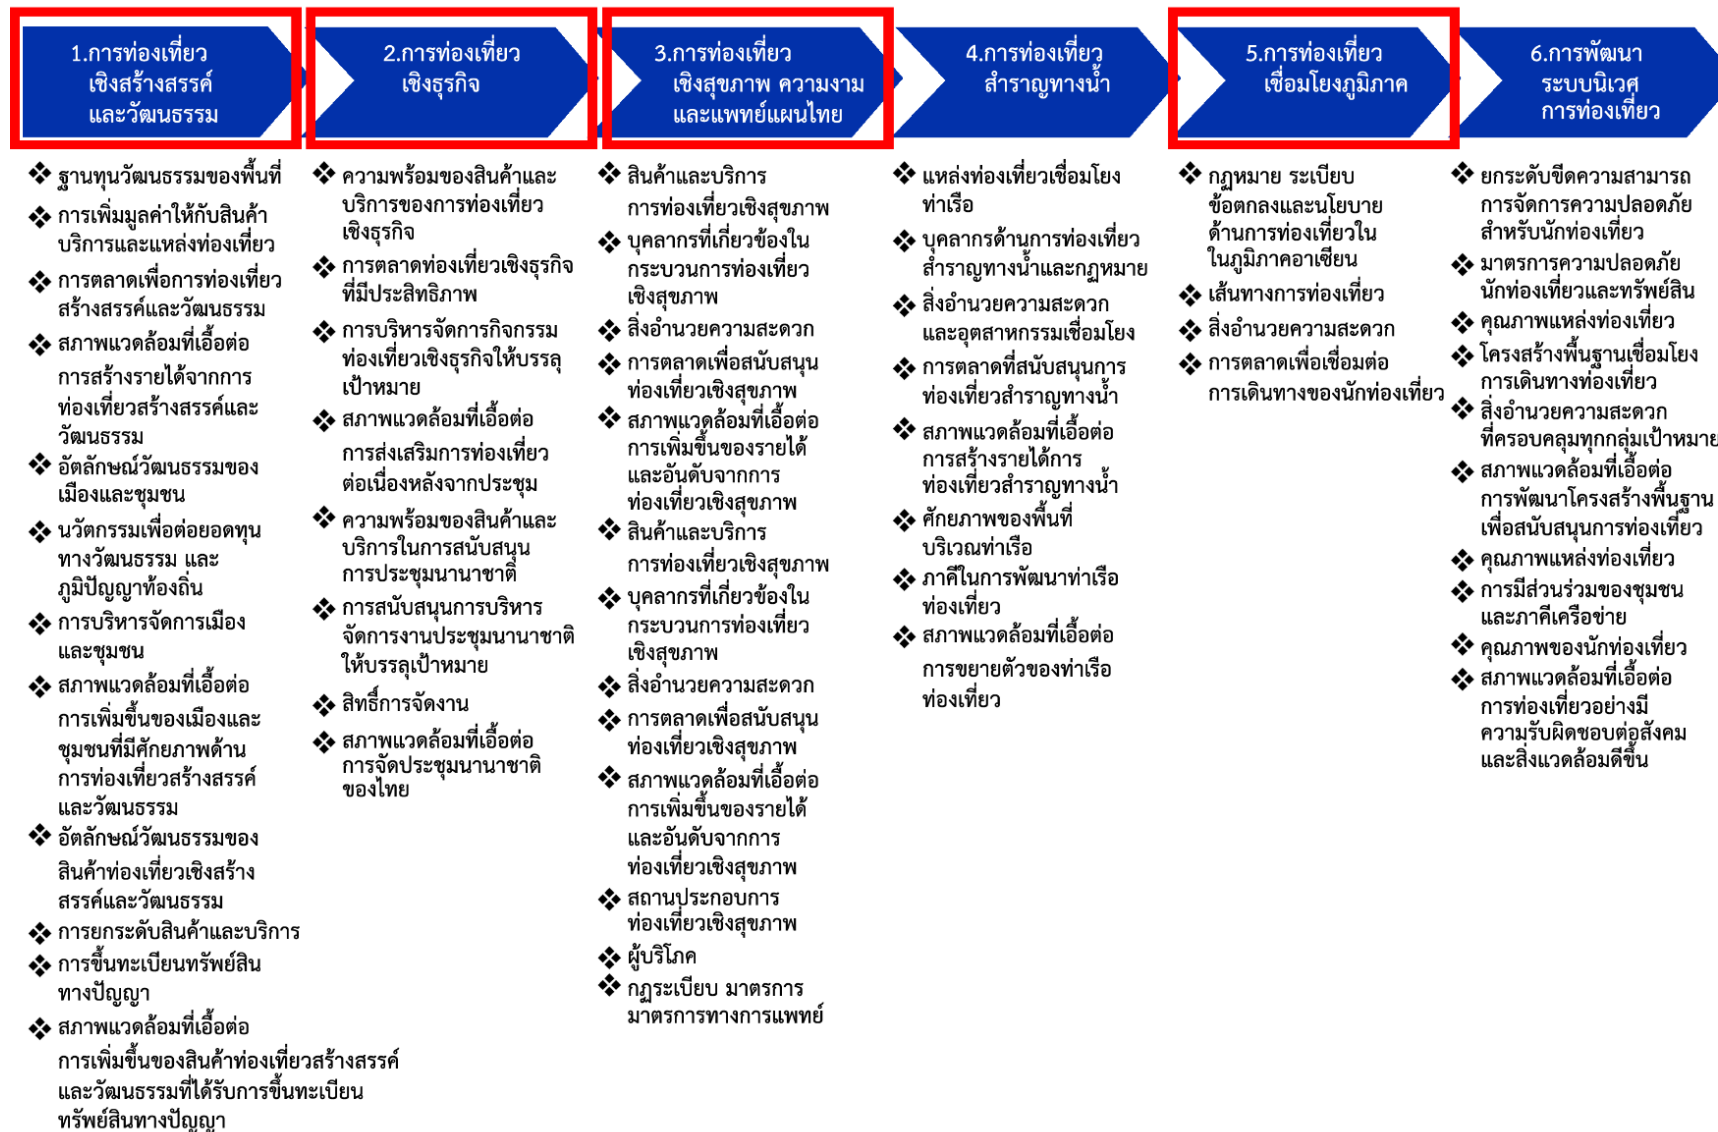 1.การท่องเที่ยว
เชิงสร้างสรรค์
และวัฒนธรรม
2.การท่องเที่ยว
เชิงธุรกิจ
3.การท่องเที่ยว
เชิงสุขภาพ ความงาม
และแพทย์แผนไทย
4.การท่องเที่ยว
สำราญทางน้ำ
5.การท่องเที่ยว
เชื่อมโยงภูมิภาค
6.การพัฒนา
ระบบนิเวศ
การท่องเที่ยว
❖ ฐานทุนวัฒนธรรมของพื้นที่
❖ การเพิ่มมูลค่าให้กับสินค้า
บริการและแหล่งท่องเที่ยว
❖ การตลาดเพื่อการท่องเที่ยว
สร้างสรรค์และวัฒนธรรม
❖ สภาพแวดล้อมที่เอื้อต่อ
การสร้างรายได้จากการ
ท่องเที่ยวสร้างสรรค์และ
วัฒนธรรม
❖ อัตลักษณ์วัฒนธรรมของ
เมืองและชุมชน
❖ นวัตกรรมเพื่อต่อยอดทุน
ทางวัฒนธรรม และ
ภูมิปัญญาท้องถิ่น
❖ การบริหารจัดการเมือง
และชุมชน
❖ สภาพแวดล้อมที่เอื้อต่อ
การเพิ่มขึ้นของเมืองและ
ชุมชนที่มีศักยภาพด้าน
การท่องเที่ยวสร้างสรรค์
และวัฒนธรรม
❖ อัตลักษณ์วัฒนธรรมของ
สินค้าท่องเที่ยวเชิงสร้าง
สรรค์และวัฒนธรรม
❖ การยกระดับสินค้าและบริการ
❖ การขึ้นทะเบียนทรัพย์สิน
ทางปัญญา
❖ สภาพแวดล้อมที่เอื้อต่อ
การเพิ่มขึ้นของสินค้าท่องเที่ยวสร้างสรรค์
และวัฒนธรรมที่ได้รับการขึ้นทะเบียน
ทรัพย์สินทางปัญญา
❖ ความพร้อมของสินค้าและ
บริการของการท่องเที่ยว
เชิงธุรกิจ
❖ การตลาดท่องเที่ยวเชิงธุรกิจ
ที่มีประสิทธิภาพ
❖ การบริหารจัดการกิจกรรม
ท่องเที่ยวเชิงธุรกิจให้บรรลุ
เป้าหมาย
❖ สภาพแวดล้อมที่เอื้อต่อ
การส่งเสริมการท่องเที่ยว
ต่อเนื่องหลังจากประชุม
❖ ความพร้อมของสินค้าและ
บริการในการสนับสนุน
การประชุมนานาชาติ
❖ การสนับสนุนการบริหาร
จัดการงานประชุมนานาชาติ
ให้บรรลุเป้าหมาย
❖ สิทธิ์การจัดงาน
❖ สภาพแวดล้อมที่เอื้อต่อ
การจัดประชุมนานาชาติ
ของไทย
❖ สินค้าและบริการ
การท่องเที่ยวเชิงสุขภาพ
❖ บุคลากรที่เกี่ยวข้องใน
กระบวนการท่องเที่ยว
เชิงสุขภาพ
❖ สิ่งอำนวยความสะดวก
❖ การตลาดเพื่อสนับสนุน
ท่องเที่ยวเชิงสุขภาพ
❖ สภาพแวดล้อมที่เอื้อต่อ
การเพิ่มขึ้นของรายได้
และอันดับจากการ
ท่องเที่ยวเชิงสุขภาพ
❖ สินค้าและบริการ
การท่องเที่ยวเชิงสุขภาพ
❖ บุคลากรที่เกี่ยวข้องใน
กระบวนการท่องเที่ยว
เชิงสุขภาพ
❖ สิ่งอำนวยความสะดวก
❖ การตลาดเพื่อสนับสนุน
ท่องเที่ยวเชิงสุขภาพ
❖ สภาพแวดล้อมที่เอื้อต่อ
การเพิ่มขึ้นของรายได้
และอันดับจากการ
ท่องเที่ยวเชิงสุขภาพ
❖ สถานประกอบการ
ท่องเที่ยวเชิงสุขภาพ
❖ ผู้บริโภค
❖ กฎระเบียบ มาตรการ
มาตรการทางการแพทย์
❖ แหล่งท่องเที่ยวเชื่อมโยง
ท่าเรือ
❖ บุคลากรด้านการท่องเที่ยว
สำราญทางน้ำและกฎหมาย
❖ สิ่งอำนวยความสะดวก
และอุตสาหกรรมเชื่อมโยง
❖ การตลาดที่สนับสนุนการ
ท่องเที่ยวสำราญทางน้ำ
❖ สภาพแวดล้อมที่เอื้อต่อ
การสร้างรายได้การ
ท่องเที่ยวสำราญทางน้ำ
❖ ศักยภาพของพื้นที่
บริเวณท่าเรือ
❖ ภาคีในการพัฒนาท่าเรือ
ท่องเที่ยว
❖ สภาพแวดล้อมที่เอื้อต่อ
การขยายตัวของท่าเรือ
ท่องเที่ยว
❖ กฎหมาย ระเบียบ
ข้อตกลงและนโยบาย
ด้านการท่องเที่ยวใน
ในภูมิภาคอาเซียน
❖ เส้นทางการท่องเที่ยว
❖ สิ่งอำนวยความสะดวก
❖ การตลาดเพื่อเชื่อมต่อ
การเดินทางของนักท่องเที่ยว
❖ ยกระดับขีดความสามารถ
การจัดการความปลอดภัย
สำหรับนักท่องเที่ยว
❖ มาตรการความปลอดภัย
นักท่องเที่ยวและทรัพย์สิน
❖ คุณภาพแหล่งท่องเที่ยว
❖ โครงสร้างพื้นฐานเชื่อมโยง
การเดินทางท่องเที่ยว
❖ สิ่งอำนวยความสะดวก
ที่ครอบคลุมทุกกลุ่มเป้าหมาย
❖ สภาพแวดล้อมที่เอื้อต่อ
การพัฒนาโครงสร้างพื้นฐาน
เพื่อสนับสนุนการท่องเที่ยว
❖ คุณภาพแหล่งท่องเที่ยว
❖ การมีส่วนร่วมของชุมชน
และภาคีเครือข่าย
❖ คุณภาพของนักท่องเที่ยว
❖ สภาพแวดล้อมที่เอื้อต่อ
การท่องเที่ยวอย่างมี
ความรับผิดชอบต่อสังคม
และสิ่งแวดล้อมดีขึ้น